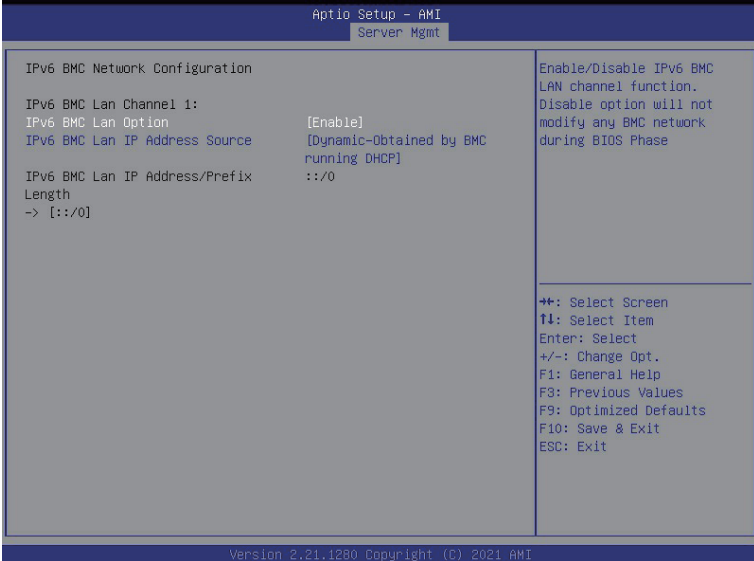 Aptio Setup – AMI
Server Mgmt
IPv6 BMC Network Configuration
IPv6 BMC Lan Channel 1:
IPv6 BMC Lan Option [Enable]
IPv6 BMC Lan IP Address Source [Dynamic-Obtained by BMC
running DHCP]
IPv6 BMC Lan IP Address/Prefix ::/0
Length
-> [::/0]
Enable/Disable IPv6 BMC
LAN channel function.
Disable option will not
modify any BMC network
during BIOS Phase
→←: Select Screen
↑↓: Select Item
Enter: Select
+/-: Change Opt.
F1: General Help
F3: Previous Values
F9: Optimized Defaults
F10: Save & Exit
ESC: Exit
Version 2.21.1280 Copyright (C) 2021 AMI